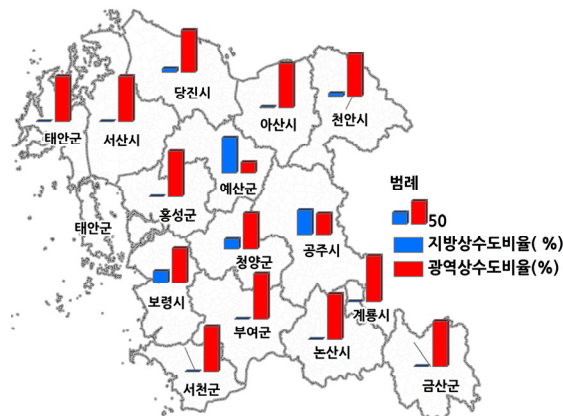 당진시
아산시
천안시
태안군
서산시
예산군
홍성군
태안군
청양군
공주시
보령시
부여군
계룡시
논산시
서천군
금산군
범례
50
지방상수도비율( %)
광역상수도비율(%)